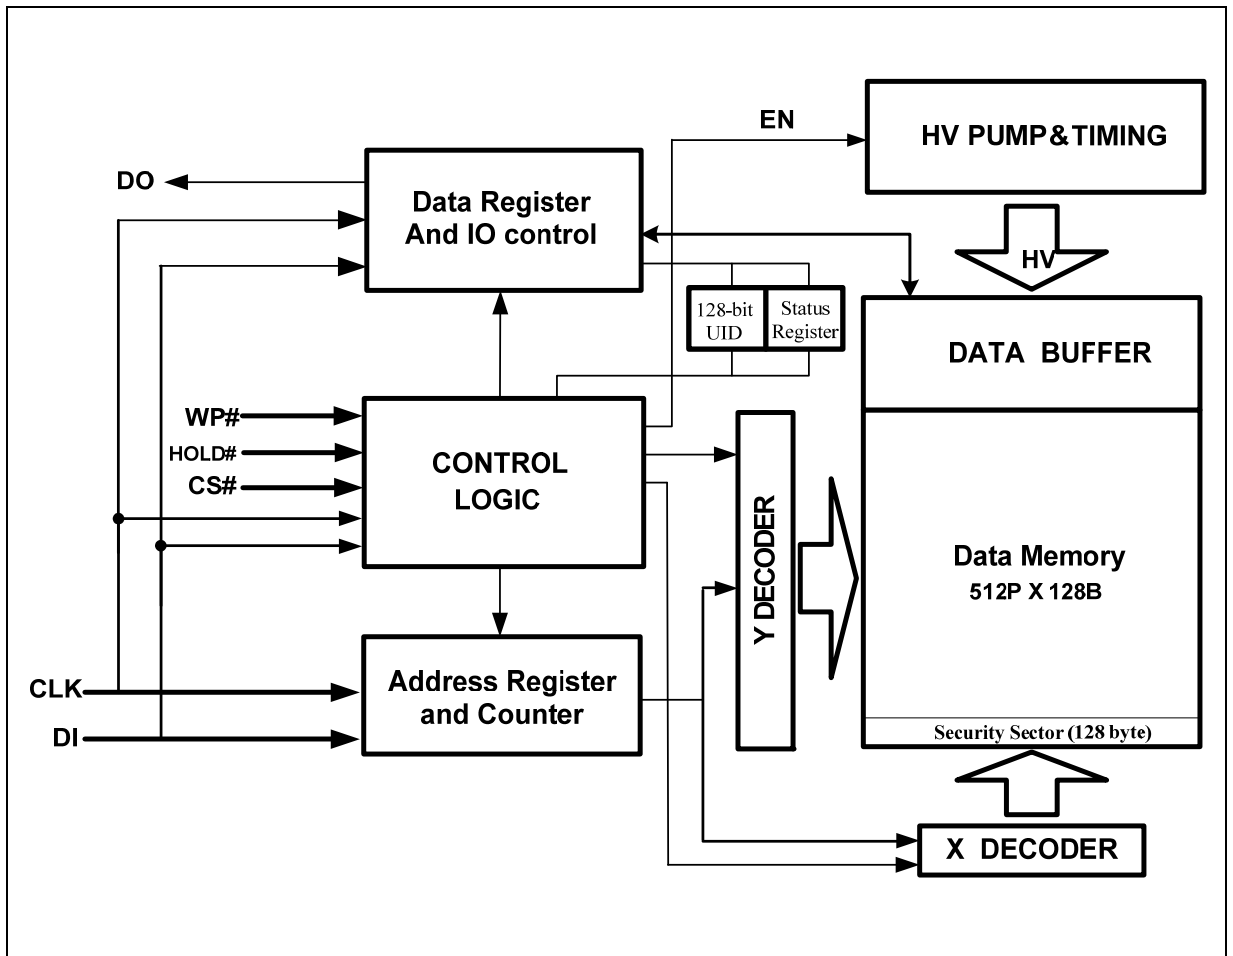 EN
HV PUMP&TIMING
DO
Data Register
And IO control
HV
128-bit
UID
Status
Register
DATA BUFFER
WP#
HOLD#
CS#
CONTROL
LOGIC
Y DECODER
Data Memory
512P X 128B
CLK
DI
Address Register
and Counter
Security Sector (128 byte)
X DECODER